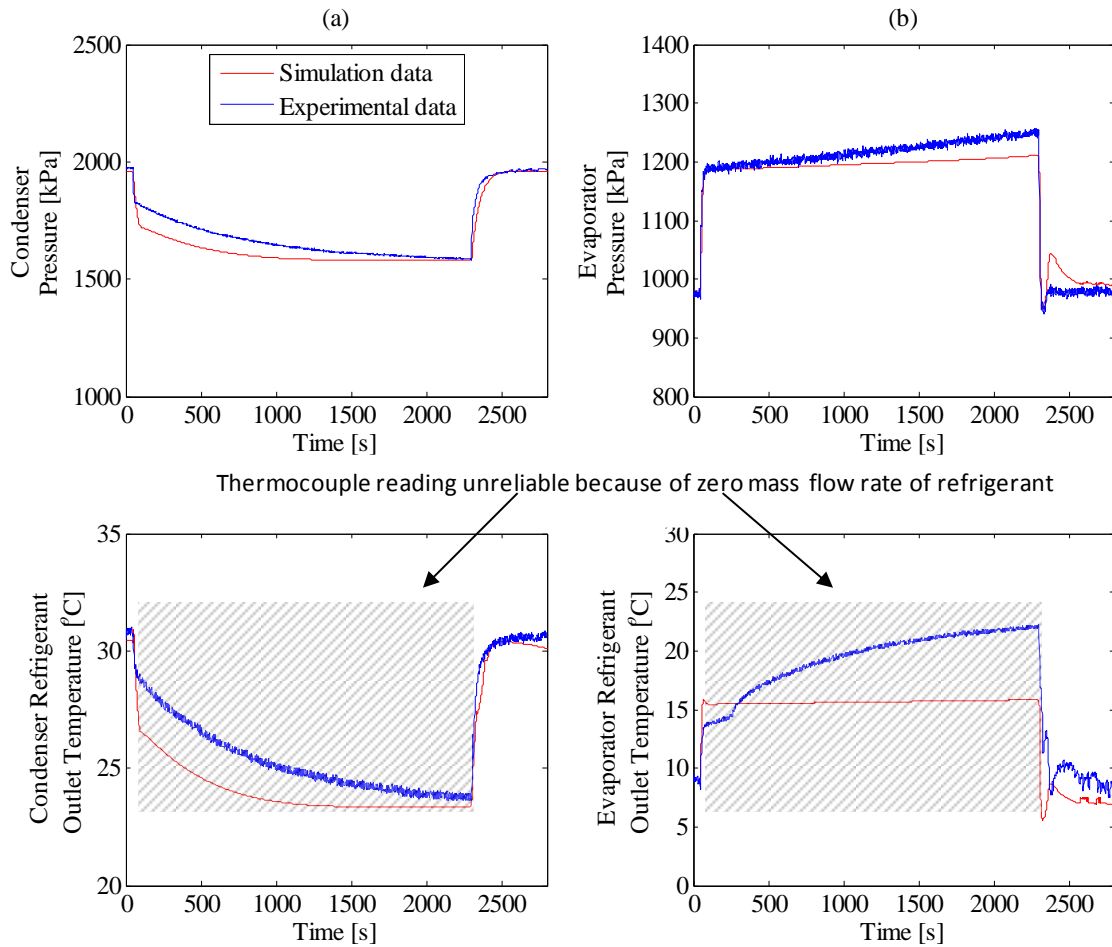 (a)
(b)
2500
2000
1500
1000
Condenser
Pressure [kPa]
Simulation data
Experimental data
0
500
1000
1500
2000
2500
Time [s]
1400
1300
1200
1100
1000
900
800
Evaporator
Pressure [kPa]
0
500
1000
1500
2000
2500
Time [s]
Thermocouple reading unreliable because of zero mass flow rate of refrigerant
35
30
25
20
Condenser Refrigerant
Outlet Temperature [°C]
0
500
1000
1500
2000
2500
Time [s]
30
25
20
15
10
5
0
Evaporator Refrigerant
Outlet Temperature [°C]
0
500
1000
1500
2000
2500
Time [s]